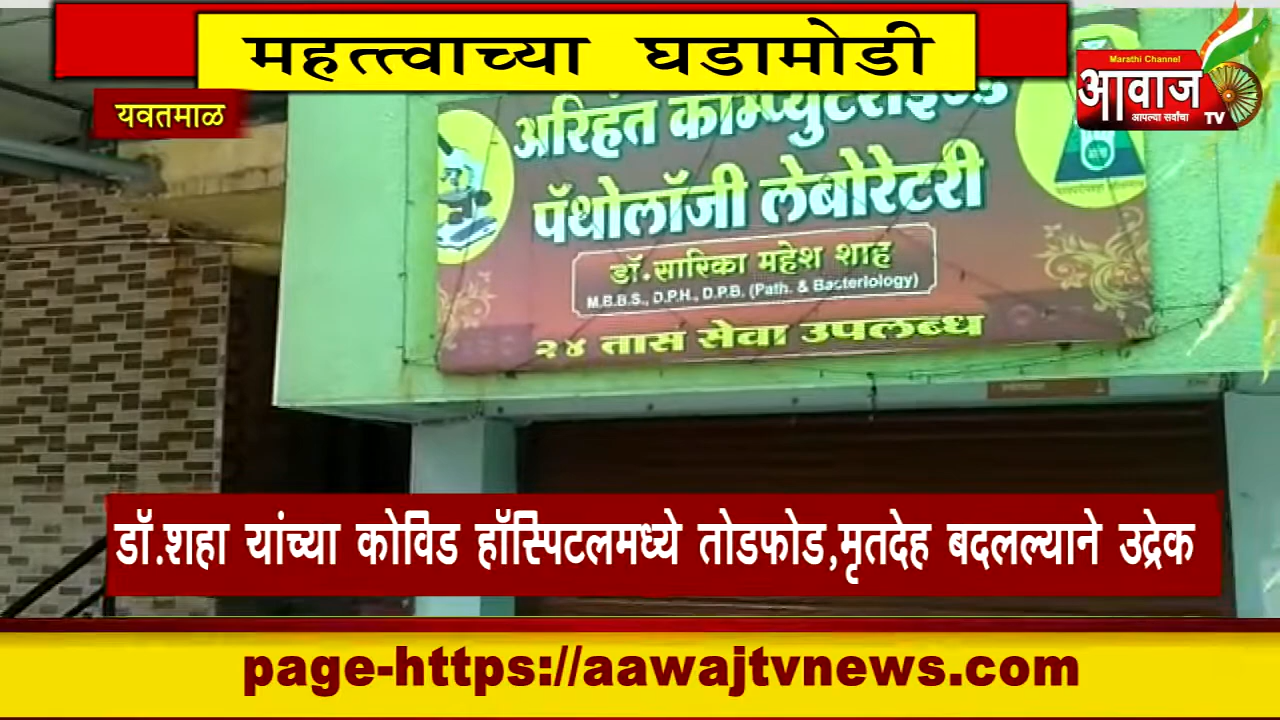 महत्त्वाच्या घडामोडी
यवतमाळ
Marathi Channel
आवाज
आपल्या सर्वांचा
TV
अरिहंत काम्प्युटराइज्ड
पॅथोलॉजी लेबोरेटरी
डॉ.सारिका महेश शाह
M.B.B.S., D.P.H., D.P.B. (Path. & Bacteriology)
२४ तास सेवा उपलब्ध
डॉ.शहा यांच्या कोविड हॉस्पिटलमध्ये तोडफोड,मृतदेह बदलल्याने उद्रेक
page-https://aawajtvnews.com